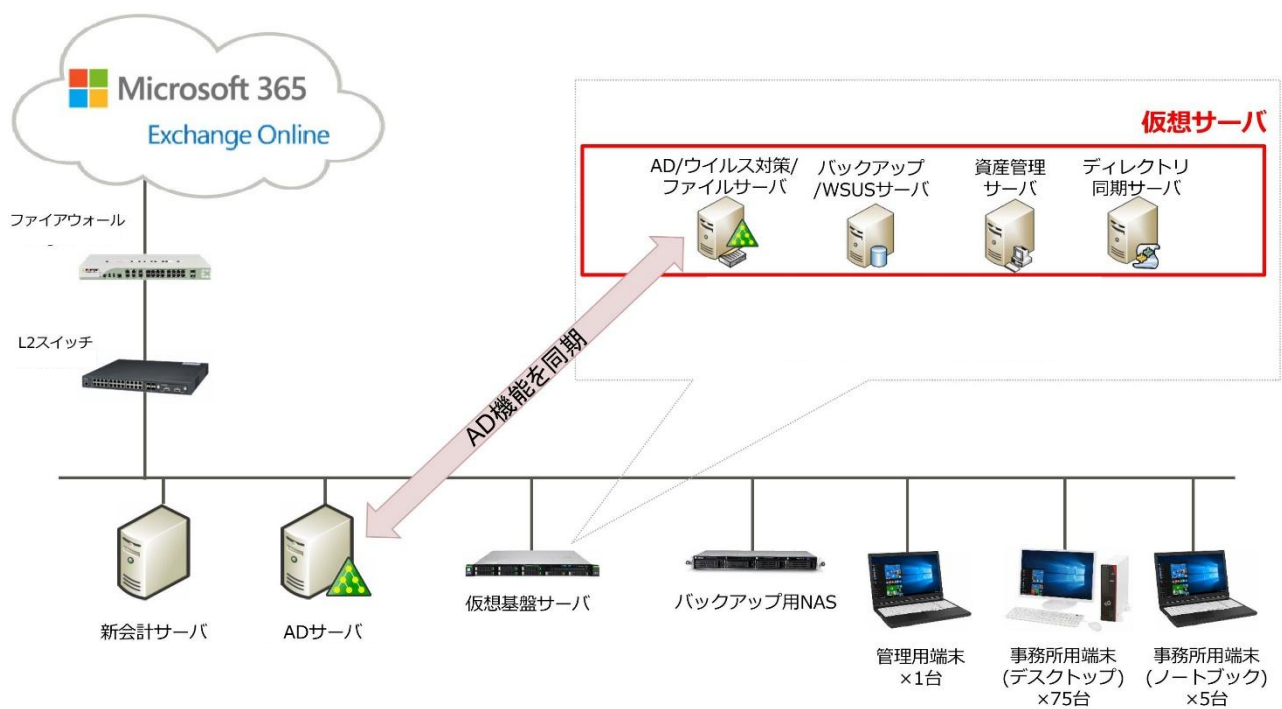 Microsoft 365
Exchange Online
仮想サーバ
AD/ウイルス対策/
ファイルサーバ
バックアップ
/WSUSサーバ
資産管理
サーバ
ディレクトリ
同期サーバ
ファイアウォール
L2スイッチ
AD機能を同期
新会計サーバ
ADサーバ
仮想基盤サーバ
バックアップ用NAS
管理用端末
×1台
事務所用端末
(デスクトップ)
×75台
事務所用端末
(ノートブック)
×5台